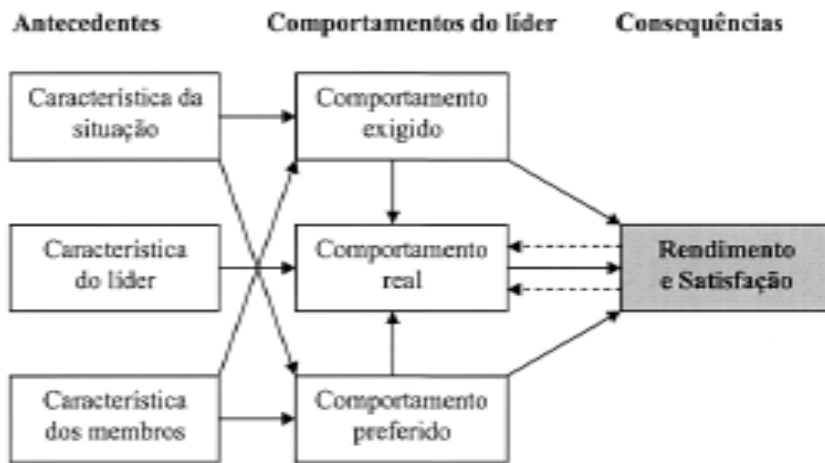 Antecedentes Comportamentos do líder Consequências
Característica da
situação
Comportamento
exigido
Característica
do líder
Comportamento
real
Rendimento
e Satisfação
Característica
dos membros
Comportamento
preferido